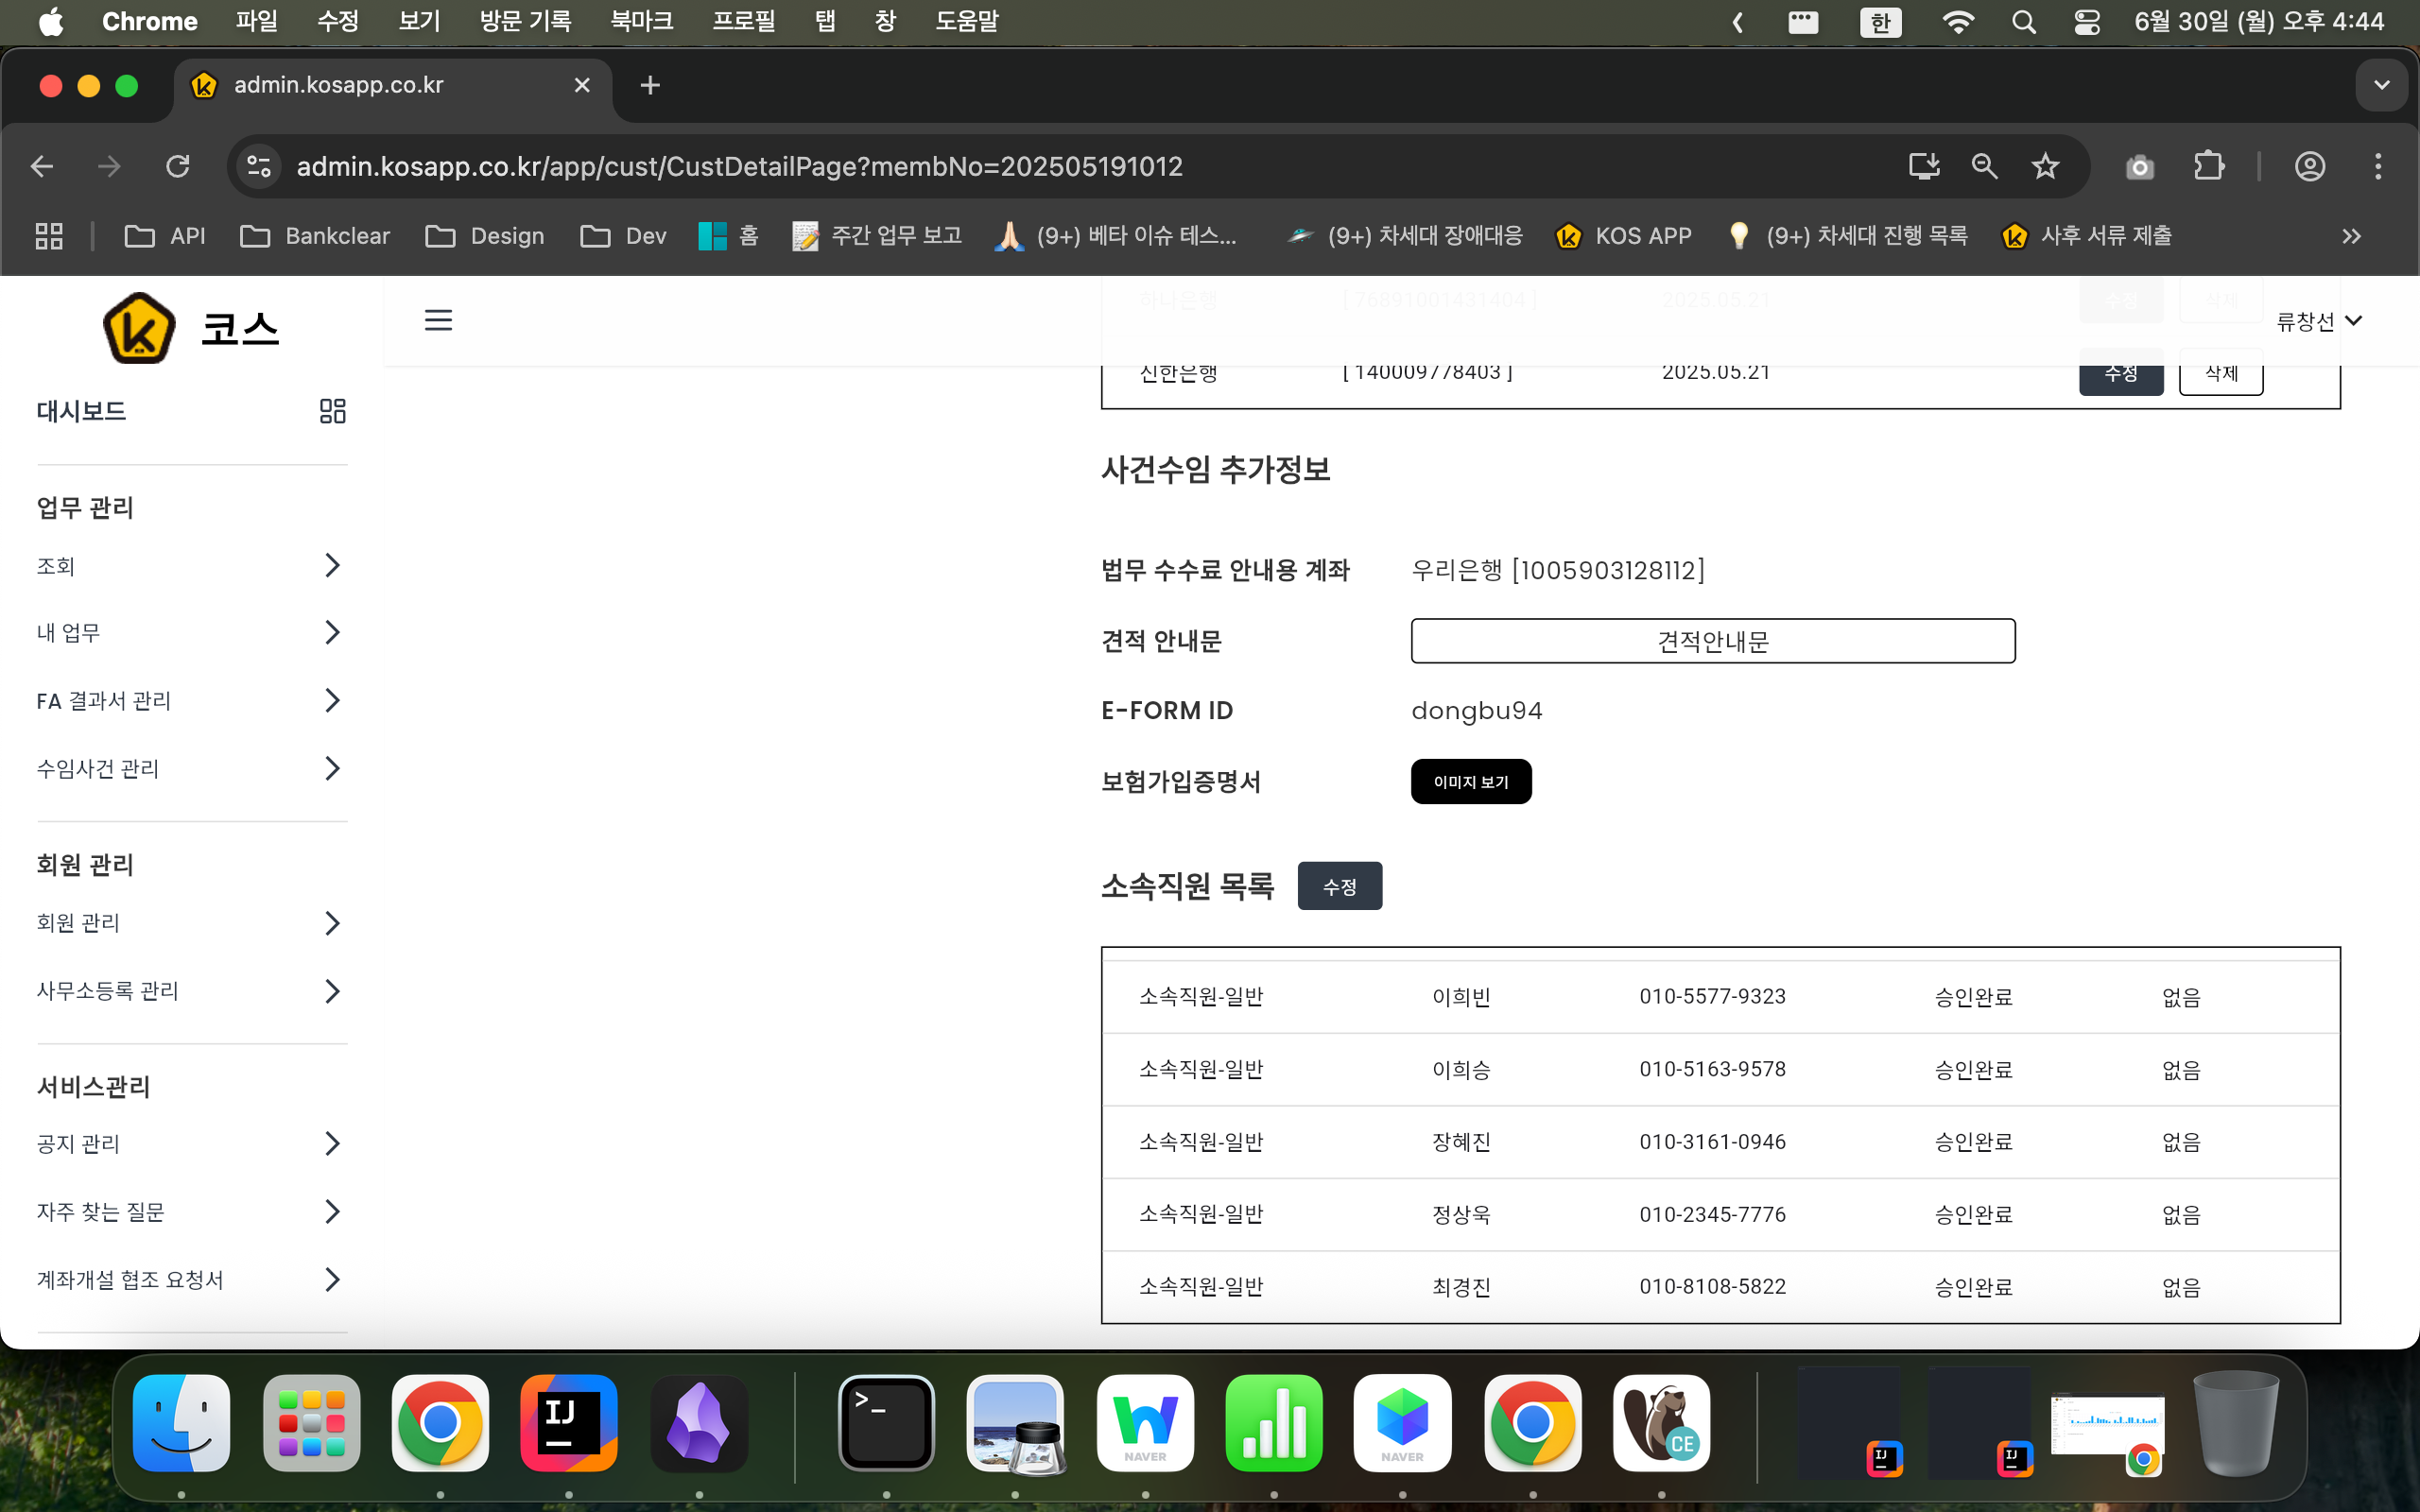 Chrome 파일 수정 보기 방문 기록 북마크 프로필 탭 창 도움말 한 6월 30일 (월) 오후 4:44
admin.kosapp.co.kr
admin.kosapp.co.kr/app/cust/CustDetailPage?membNo=202505191012
API Bankclear Design Dev 홈 주간 업무 보고 (9+) 베타 이슈 테스... (9+) 차세대 장애대응 KOS APP (9+) 차세대 진행 목록 사후 서류 제출
코스
하나은행 [ 76891001431404 ] 2025.05.21 수정 삭제
류창선
신한은행 [ 140009778403 ] 2025.05.21 수정 삭제
대시보드
업무 관리
조회
내 업무
FA 결과서 관리
수임사건 관리
회원 관리
회원 관리
사무소등록 관리
서비스관리
공지 관리
자주 찾는 질문
계좌개설 협조 요청서
사건수임 추가정보
법무 수수료 안내용 계좌 우리은행 [1005903128112]
견적 안내문 견적안내문
E-FORM ID dongbu94
보험가입증명서 이미지 보기
소속직원 목록 수정
소속직원-일반 이희빈 010-5577-9323 승인완료 없음
소속직원-일반 이희승 010-5163-9578 승인완료 없음
소속직원-일반 장혜진 010-3161-0946 승인완료 없음
소속직원-일반 정상욱 010-2345-7776 승인완료 없음
소속직원-일반 최경진 010-8108-5822 승인완료 없음
IJ
>_
NAVER
NAVER
CE
IJ
IJ